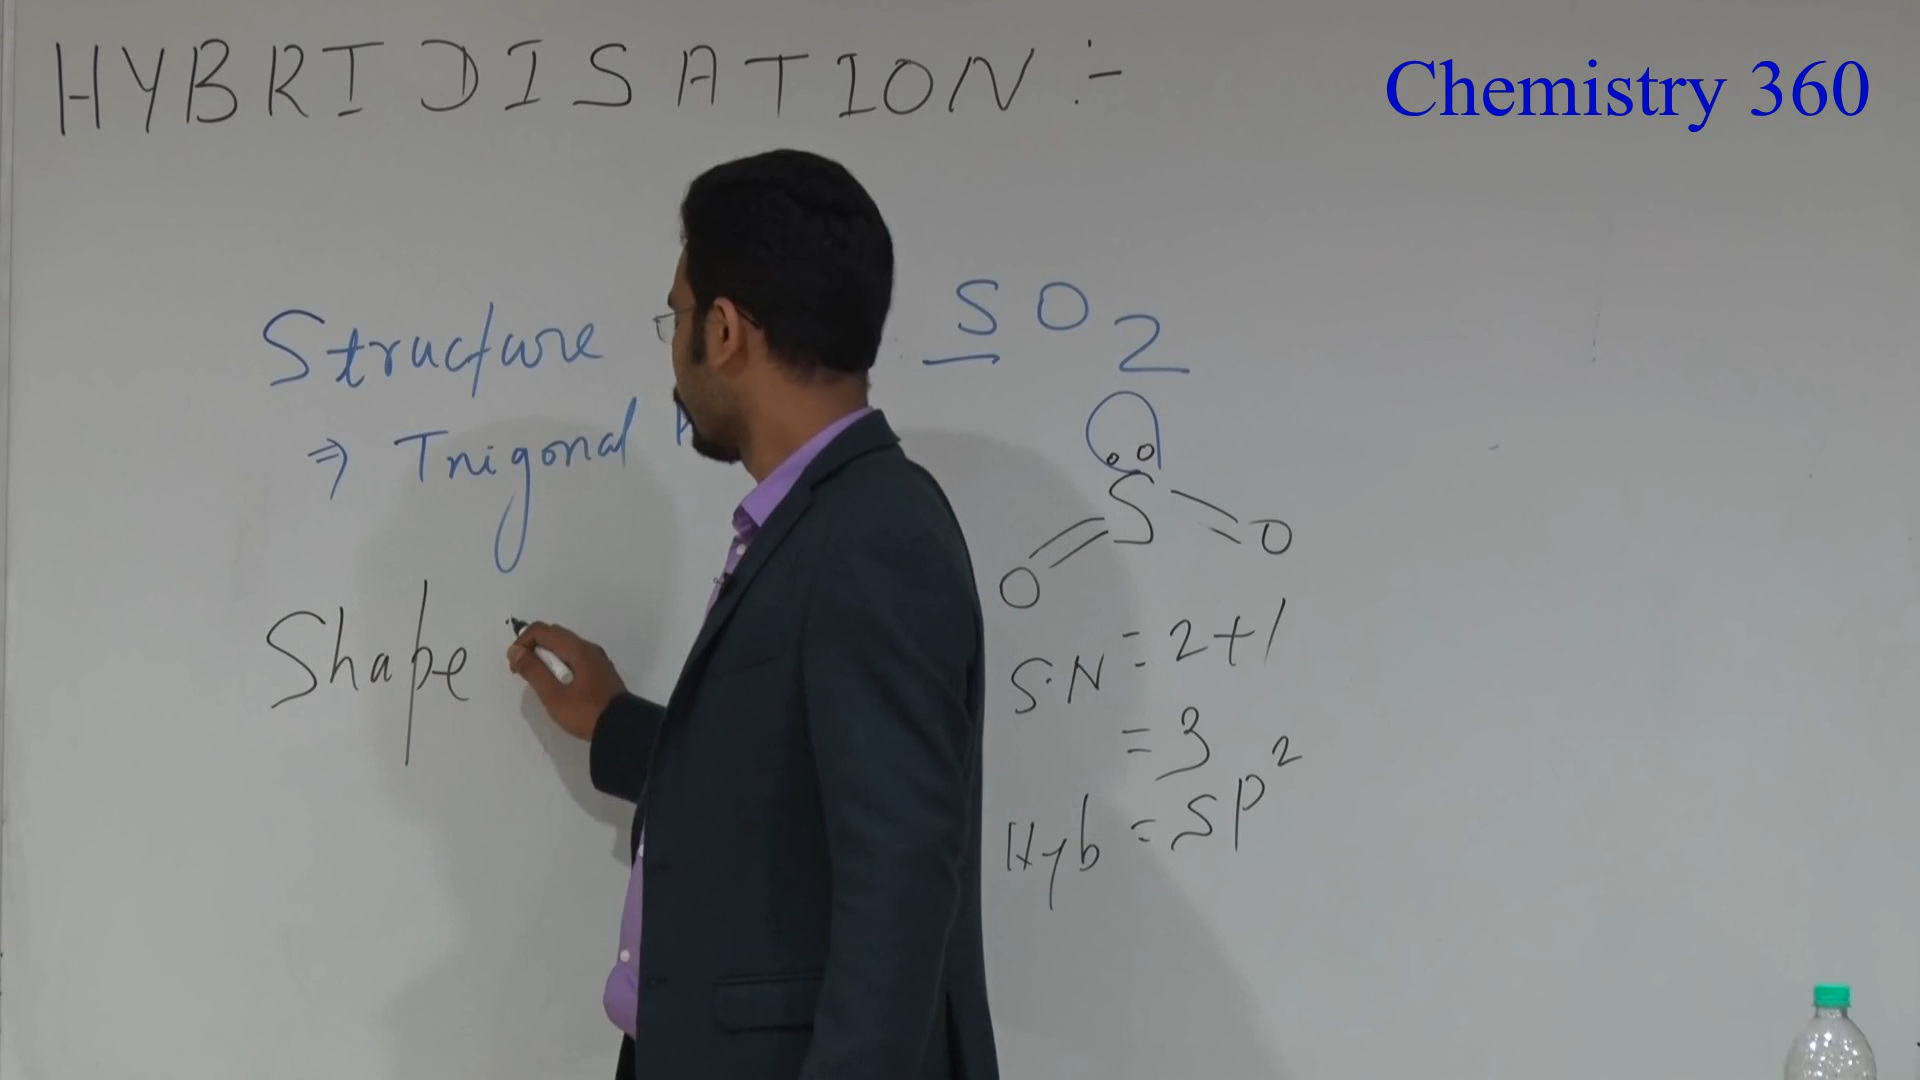 HYBRIDISATION :-
Chemistry 360
Structure
SO2
⇒ Trigonal
S
O
O
Shape
S.N = 2+1
= 3
Hyb = SP²